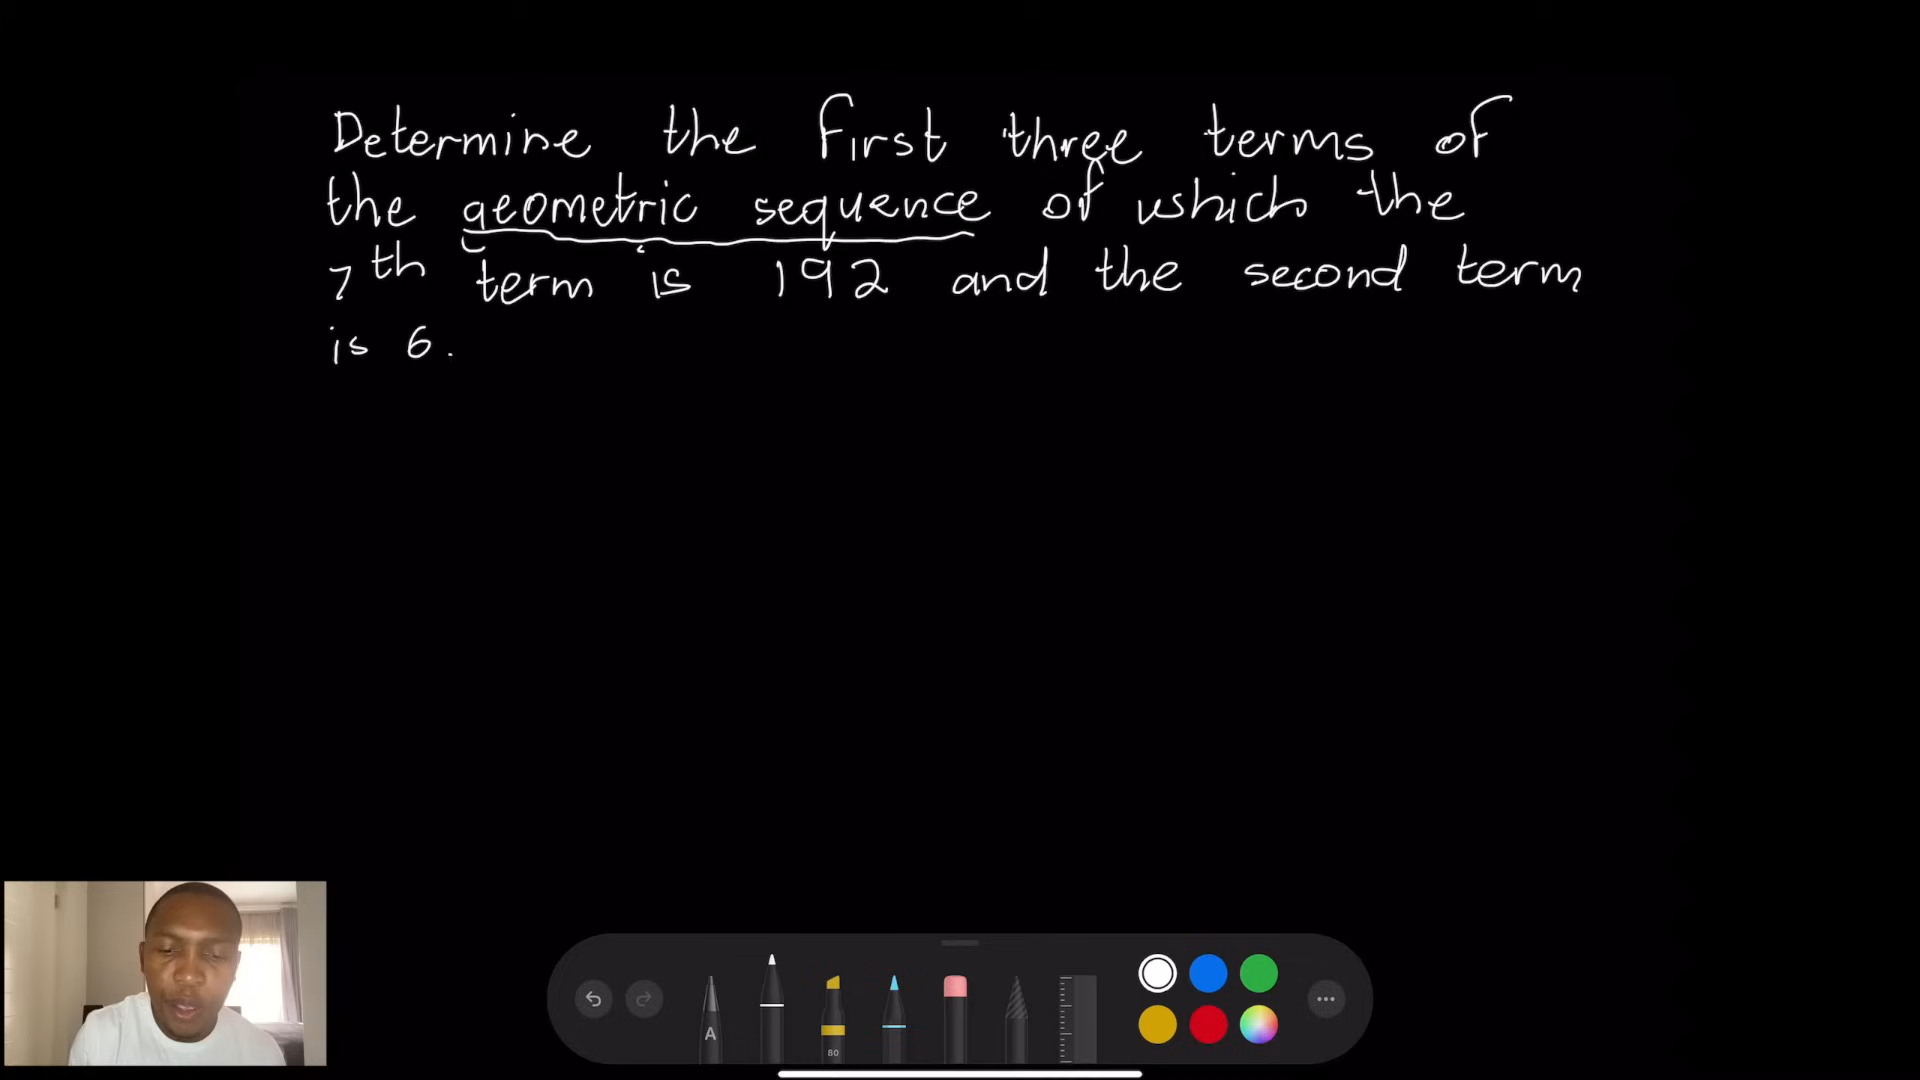 Determine the first three terms of
the geometric sequence of which the
7th term is 192 and the second term
is 6.
A
80